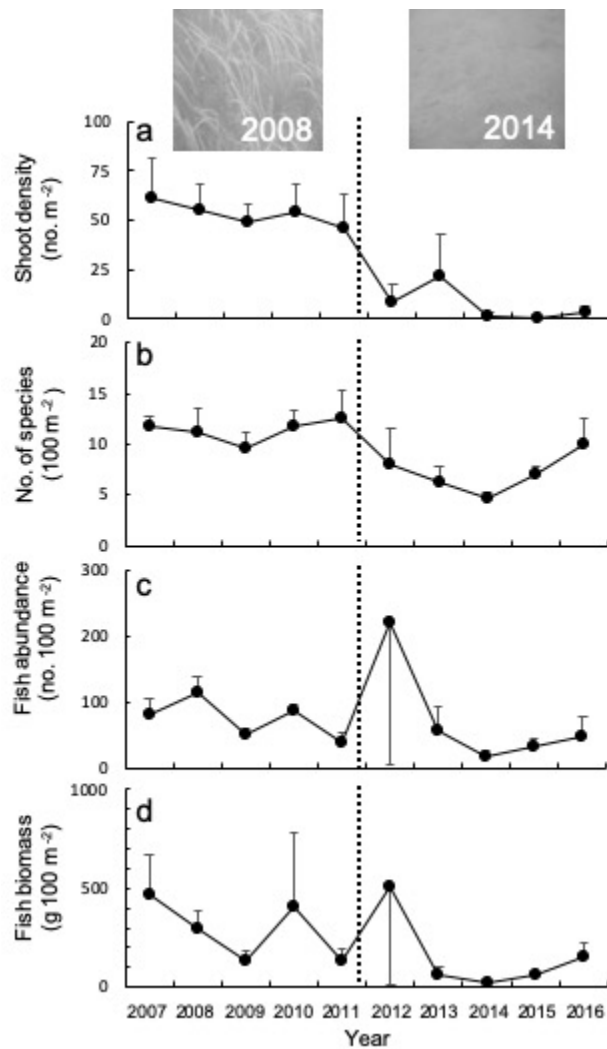 2008
2014
a
Shoot density
(no. m⁻²)
100
75
50
25
0
b
No. of species
(100 m⁻²)
20
15
10
5
0
c
Fish abundance
(no. 100 m⁻²)
300
200
100
0
d
Fish biomass
(g 100 m⁻²)
1000
500
0
2007 2008 2009 2010 2011 2012 2013 2014 2015 2016
Year